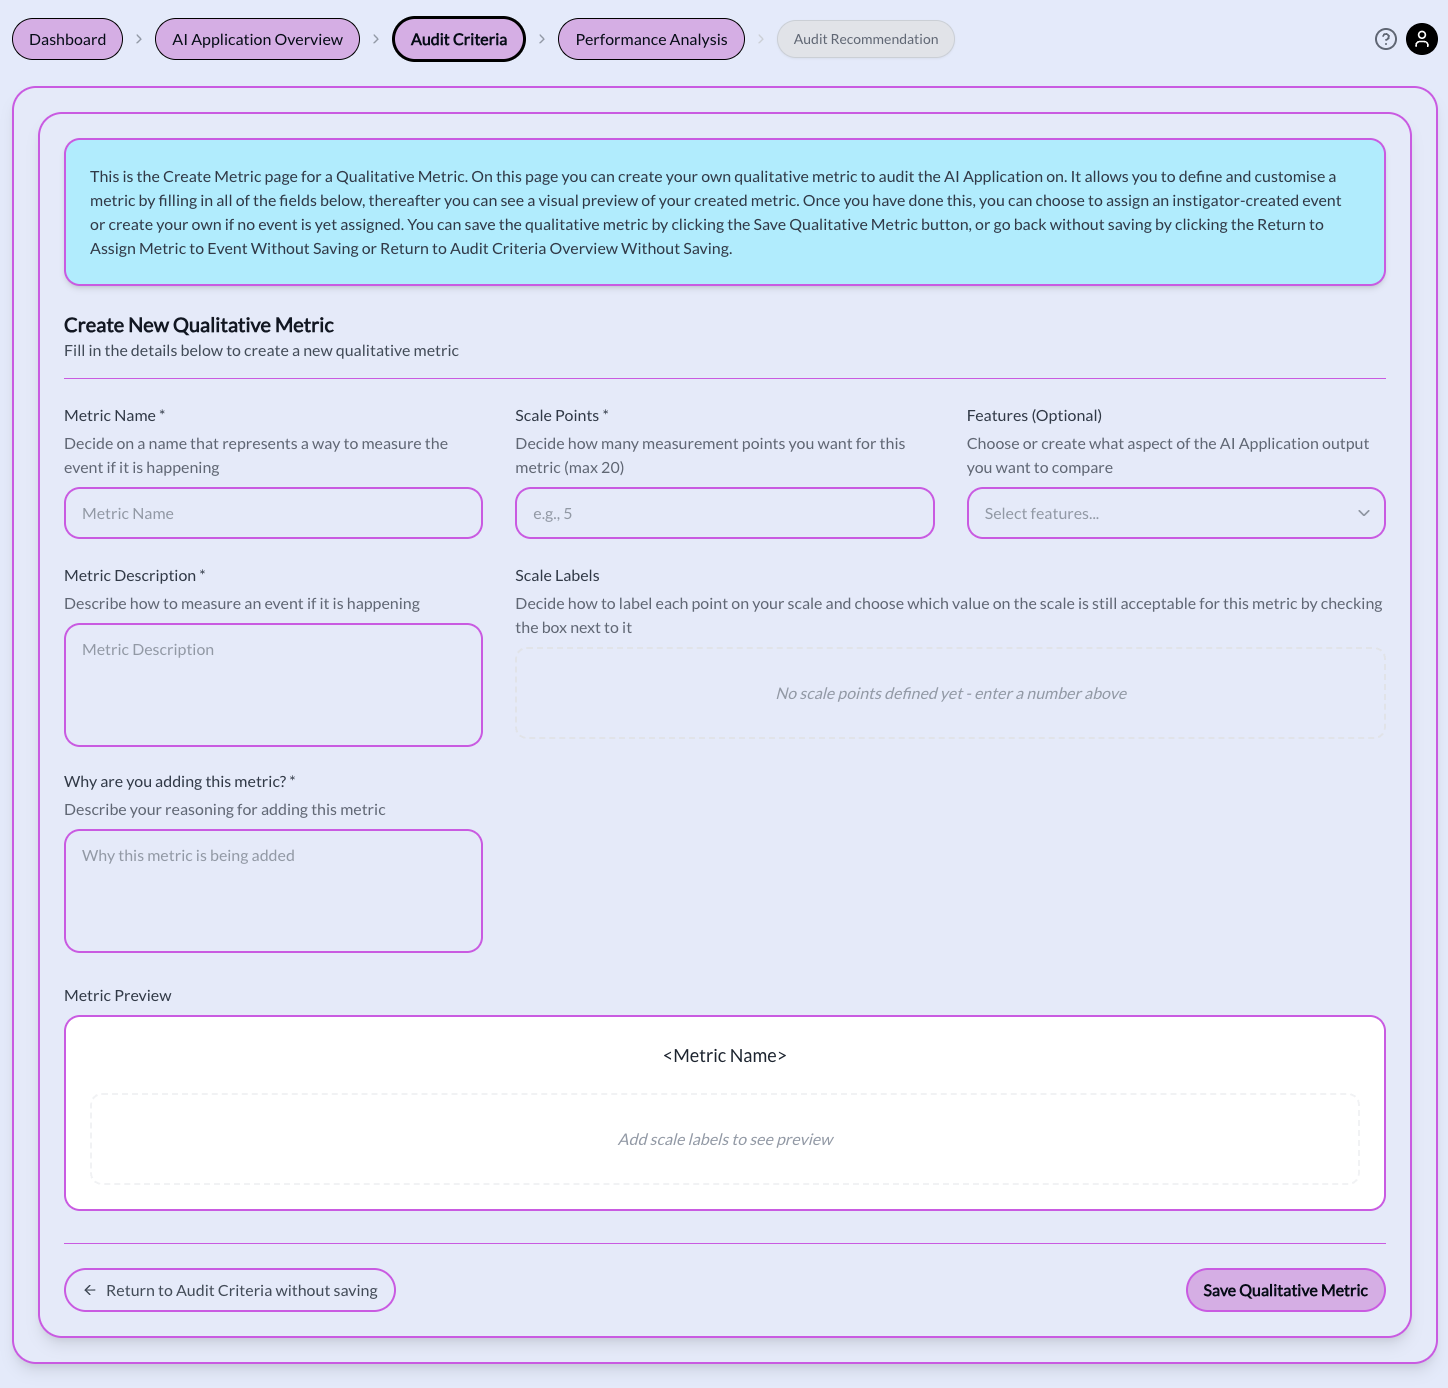 Dashboard
AI Application Overview
Audit Criteria
Performance Analysis
Audit Recommendation
This is the Create Metric page for a Qualitative Metric. On this page you can create your own qualitative metric to audit the AI Application on. It allows you to define and customise a
metric by filling in all of the fields below, thereafter you can see a visual preview of your created metric. Once you have done this, you can choose to assign an instigator-created event
or create your own if no event is yet assigned. You can save the qualitative metric by clicking the Save Qualitative Metric button, or go back without saving by clicking the Return to
Assign Metric to Event Without Saving or Return to Audit Criteria Overview Without Saving.
Create New Qualitative Metric
Fill in the details below to create a new qualitative metric
Metric Name *
Decide on a name that represents a way to measure the
event if it is happening
Metric Name
Scale Points *
Decide how many measurement points you want for this
metric (max 20)
e.g., 5
Features (Optional)
Choose or create what aspect of the AI Application output
you want to compare
Select features...
Metric Description *
Describe how to measure an event if it is happening
Metric Description
Scale Labels
Decide how to label each point on your scale and choose which value on the scale is still acceptable for this metric by checking
the box next to it
No scale points defined yet - enter a number above
Why are you adding this metric? *
Describe your reasoning for adding this metric
Why this metric is being added
Metric Preview
<Metric Name>
Add scale labels to see preview
Return to Audit Criteria without saving
Save Qualitative Metric